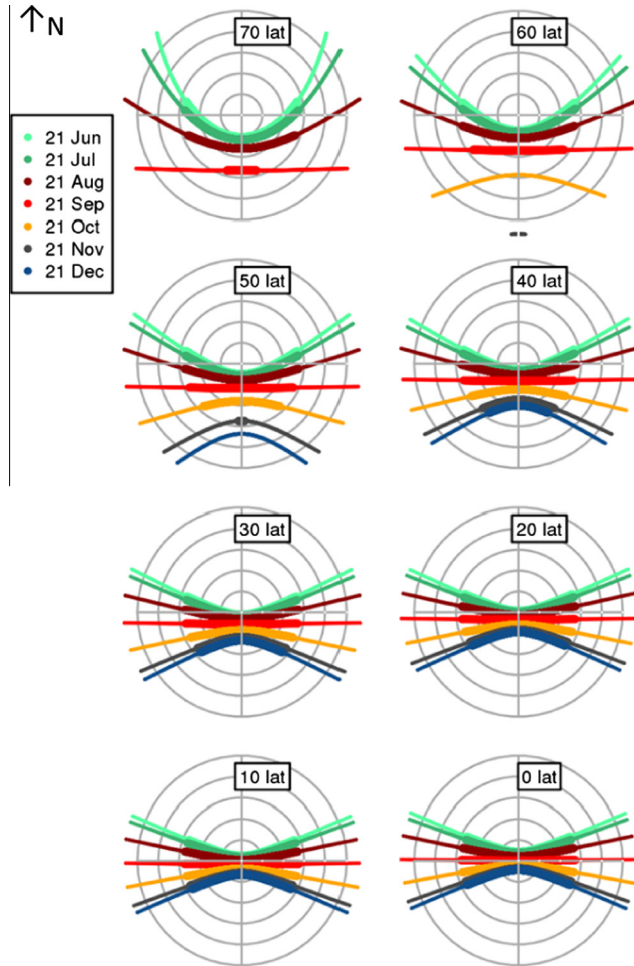 ↑N
70 lat
60 lat
21 Jun
21 Jul
21 Aug
21 Sep
21 Oct
21 Nov
21 Dec
50 lat
40 lat
30 lat
20 lat
10 lat
0 lat